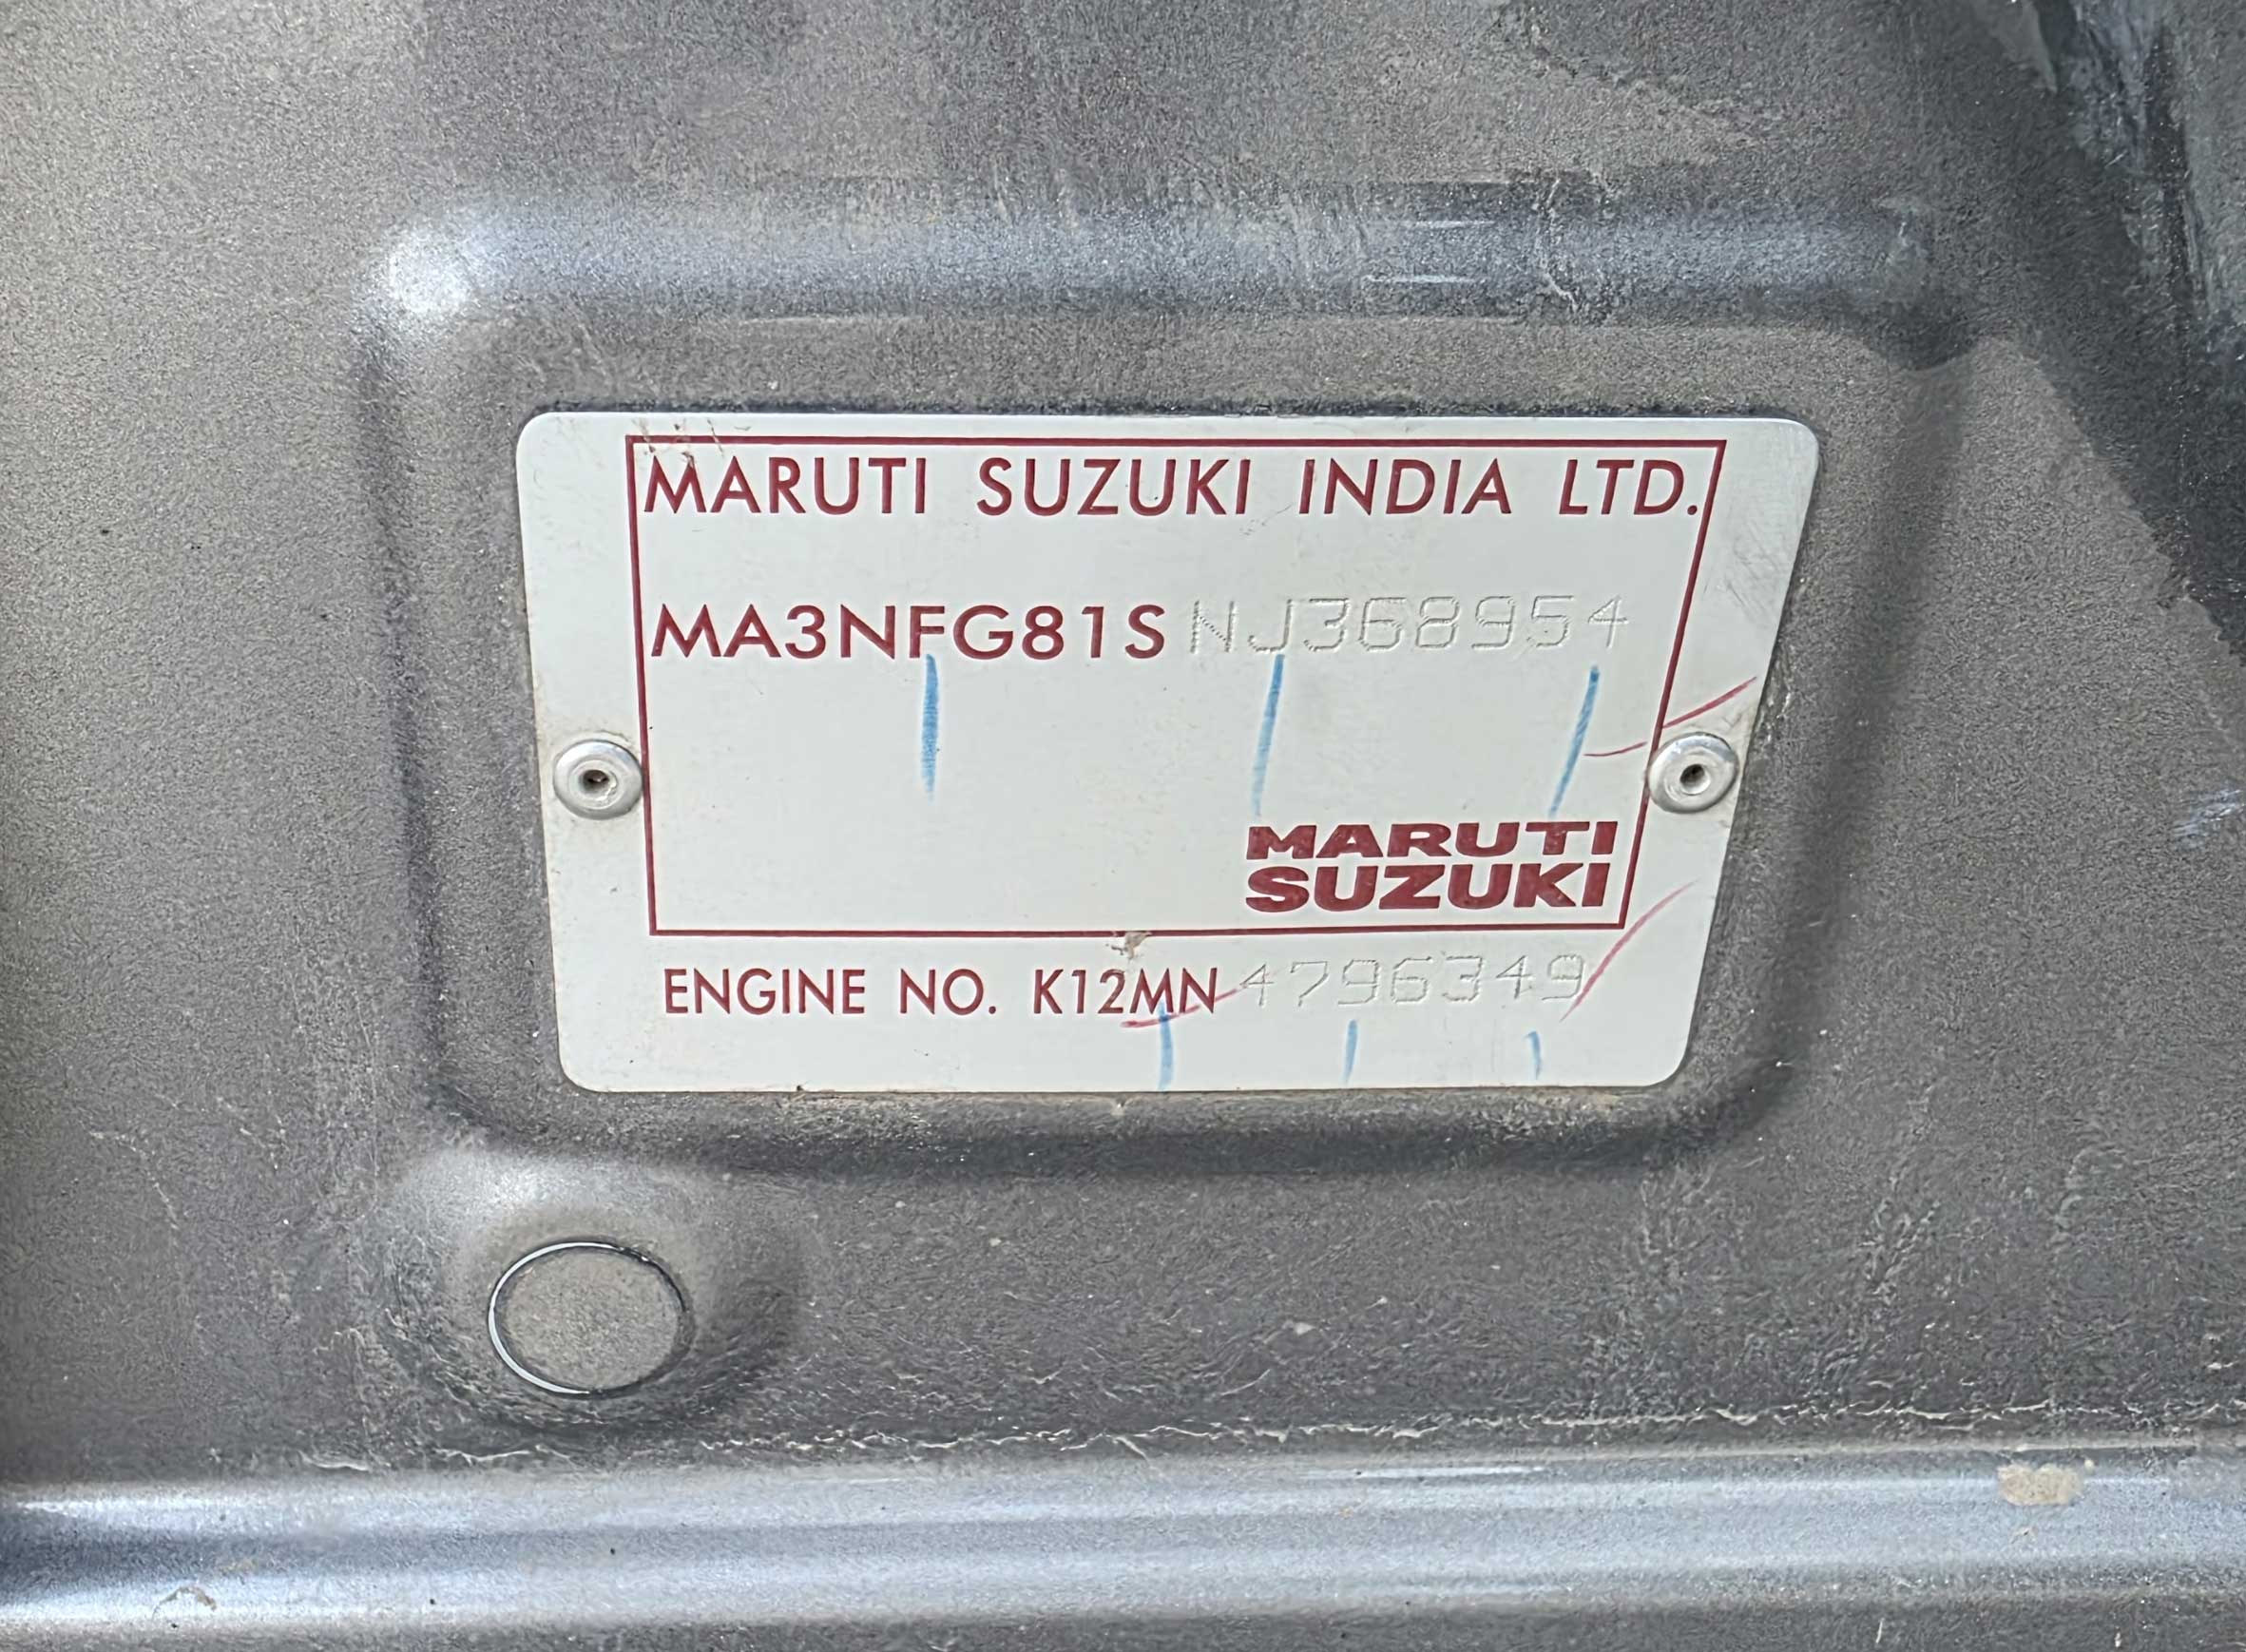 MARUTI SUZUKI INDIA LTD.
MA3NFG81SNJ368954
MARUTI
SUZUKI
ENGINE NO. K12MN4796349